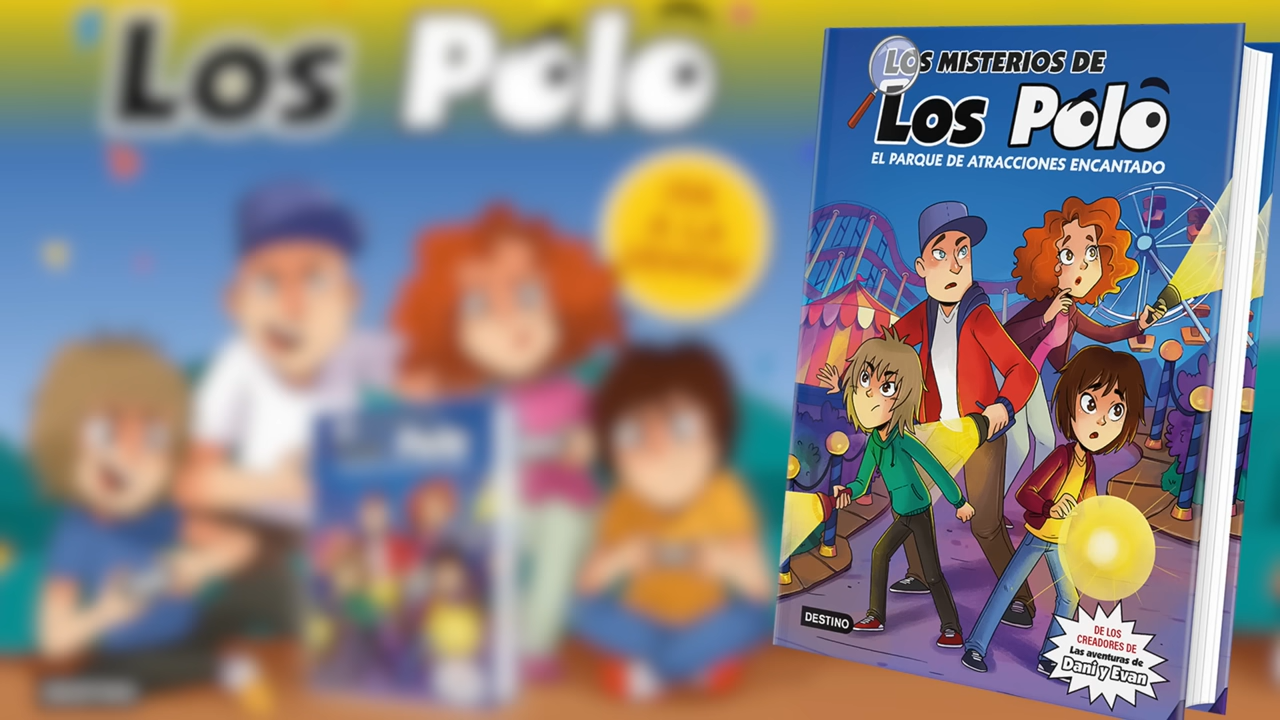 Los Polo
LOS MISTERIOS DE
Los Polo
EL PARQUE DE ATRACCIONES ENCANTADO
DESTINO
DE LOS
CREADORES DE
Las aventuras de
Dani y Evan